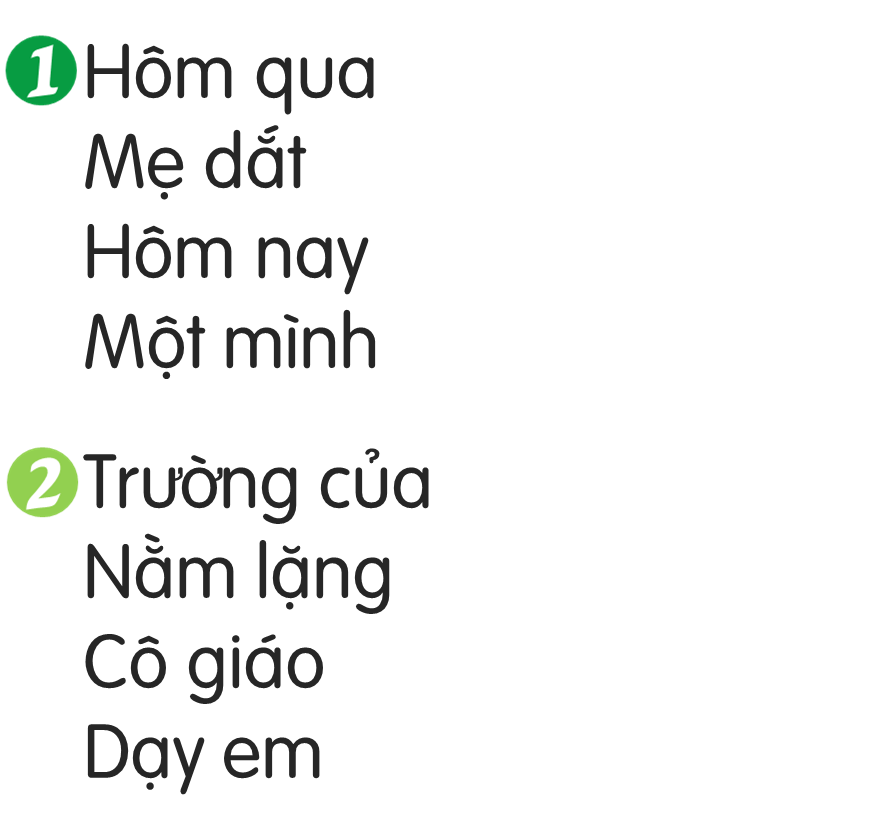 1 Hôm qua
Mẹ dắt
Hôm nay
Một mình
2 Trường của
Nằm lặng
Cô giáo
Dạy em